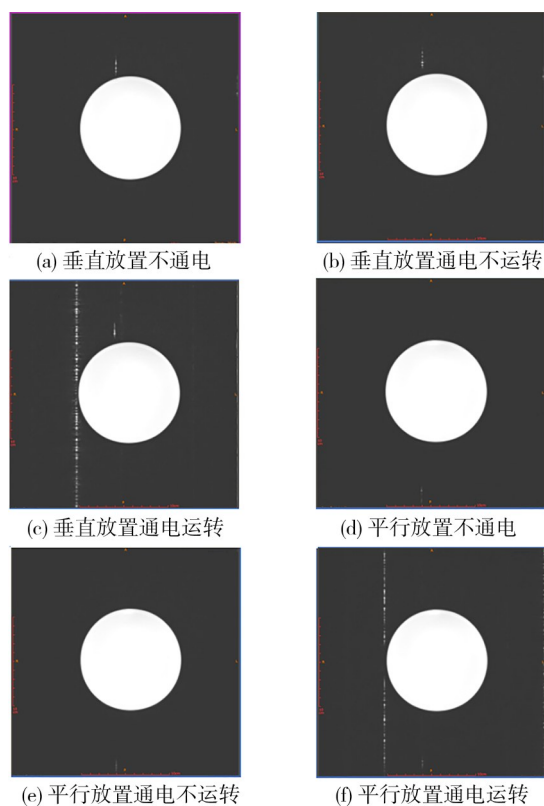 (a) 垂直放置不通电
(b) 垂直放置通电不运转
(c) 垂直放置通电运转
(d) 平行放置不通电
(e) 平行放置通电不运转
(f) 平行放置通电运转